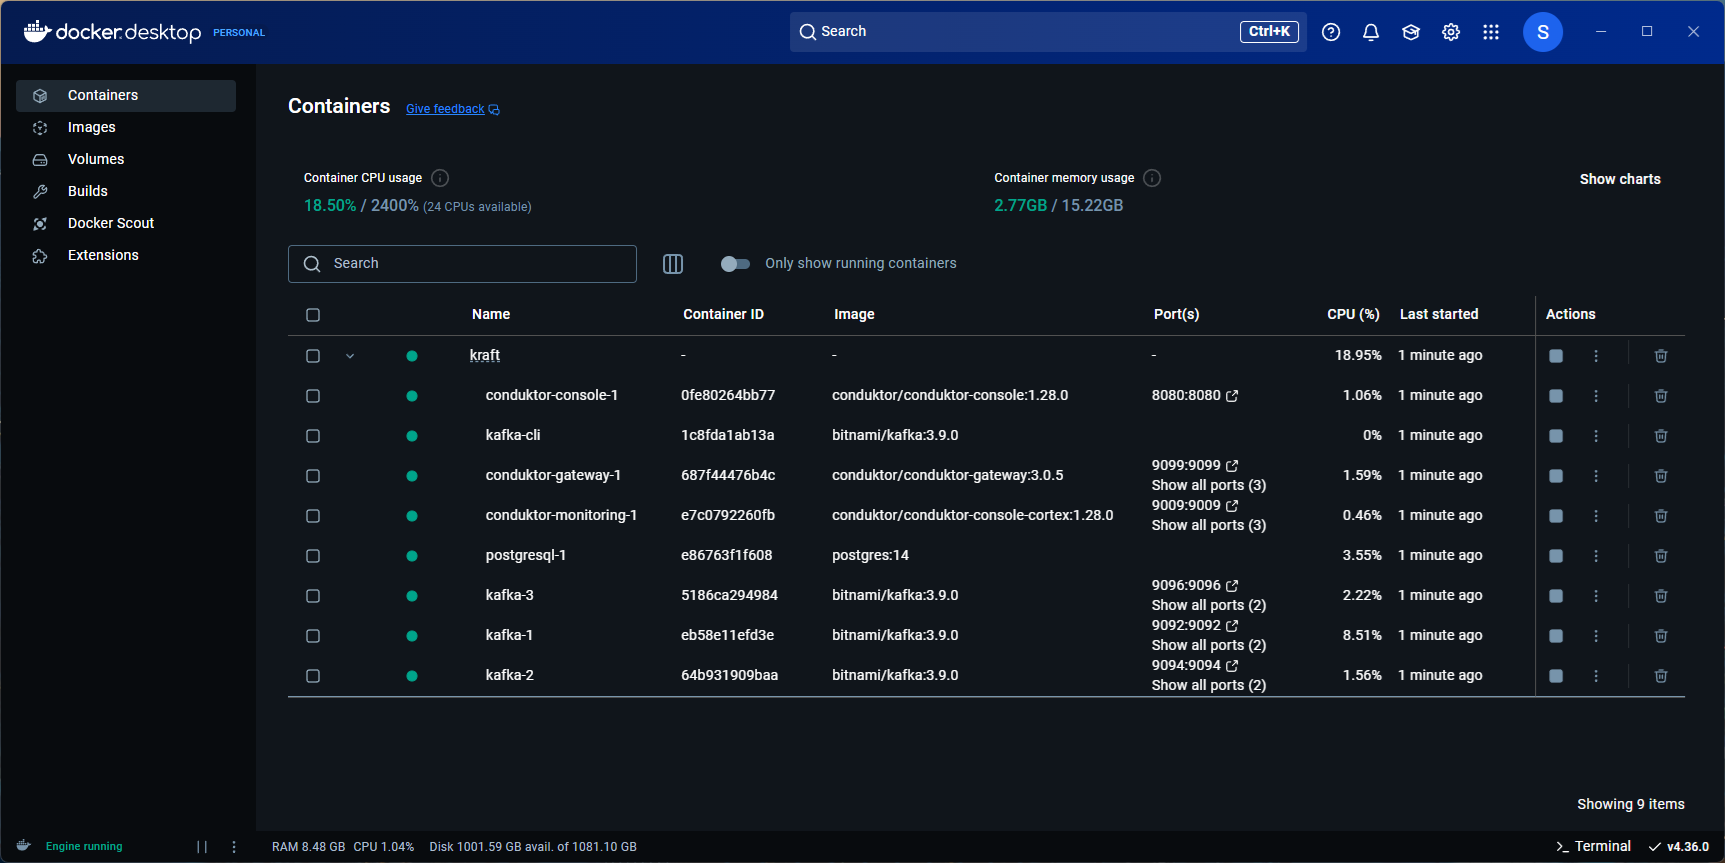 docker.desktop PERSONAL
Search Ctrl+K
S
Containers
Images
Volumes
Builds
Docker Scout
Extensions
Containers Give feedback
Container CPU usage
18.50% / 2400% (24 CPUs available)
Container memory usage
2.77GB / 15.22GB
Show charts
Search
Only show running containers
Name Container ID Image Port(s) CPU (%) Last started Actions
kraft - - - 18.95% 1 minute ago
conduktor-console-1 0fe80264bb77 conduktor/conduktor-console:1.28.0 8080:8080 1.06% 1 minute ago
kafka-cli 1c8fda1ab13a bitnami/kafka:3.9.0 0% 1 minute ago
conduktor-gateway-1 687f44476b4c conduktor/conduktor-gateway:3.0.5 9099:9099 1.59% 1 minute ago
Show all ports (3)
conduktor-monitoring-1 e7c0792260fb conduktor/conduktor-console-cortex:1.28.0 9009:9009 0.46% 1 minute ago
Show all ports (3)
postgresql-1 e86763f1f608 postgres:14 3.55% 1 minute ago
kafka-3 5186ca294984 bitnami/kafka:3.9.0 9096:9096 2.22% 1 minute ago
Show all ports (2)
kafka-1 eb58e11efd3e bitnami/kafka:3.9.0 9092:9092 8.51% 1 minute ago
Show all ports (2)
kafka-2 64b931909baa bitnami/kafka:3.9.0 9094:9094 1.56% 1 minute ago
Show all ports (2)
Showing 9 items
Engine running
RAM 8.48 GB CPU 1.04% Disk 1001.59 GB avail. of 1081.10 GB
Terminal v4.36.0